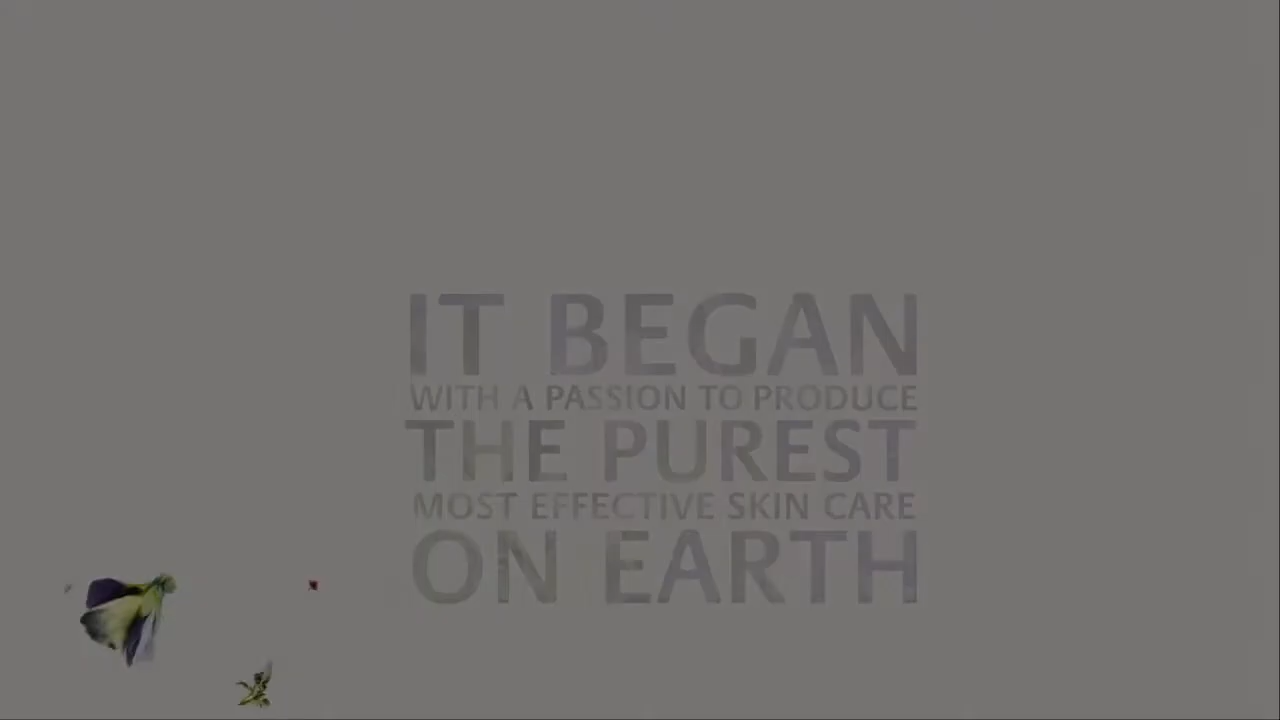 IT BEGAN
WITH A PASSION TO PRODUCE
THE PUREST
MOST EFFECTIVE SKIN CARE
ON EARTH